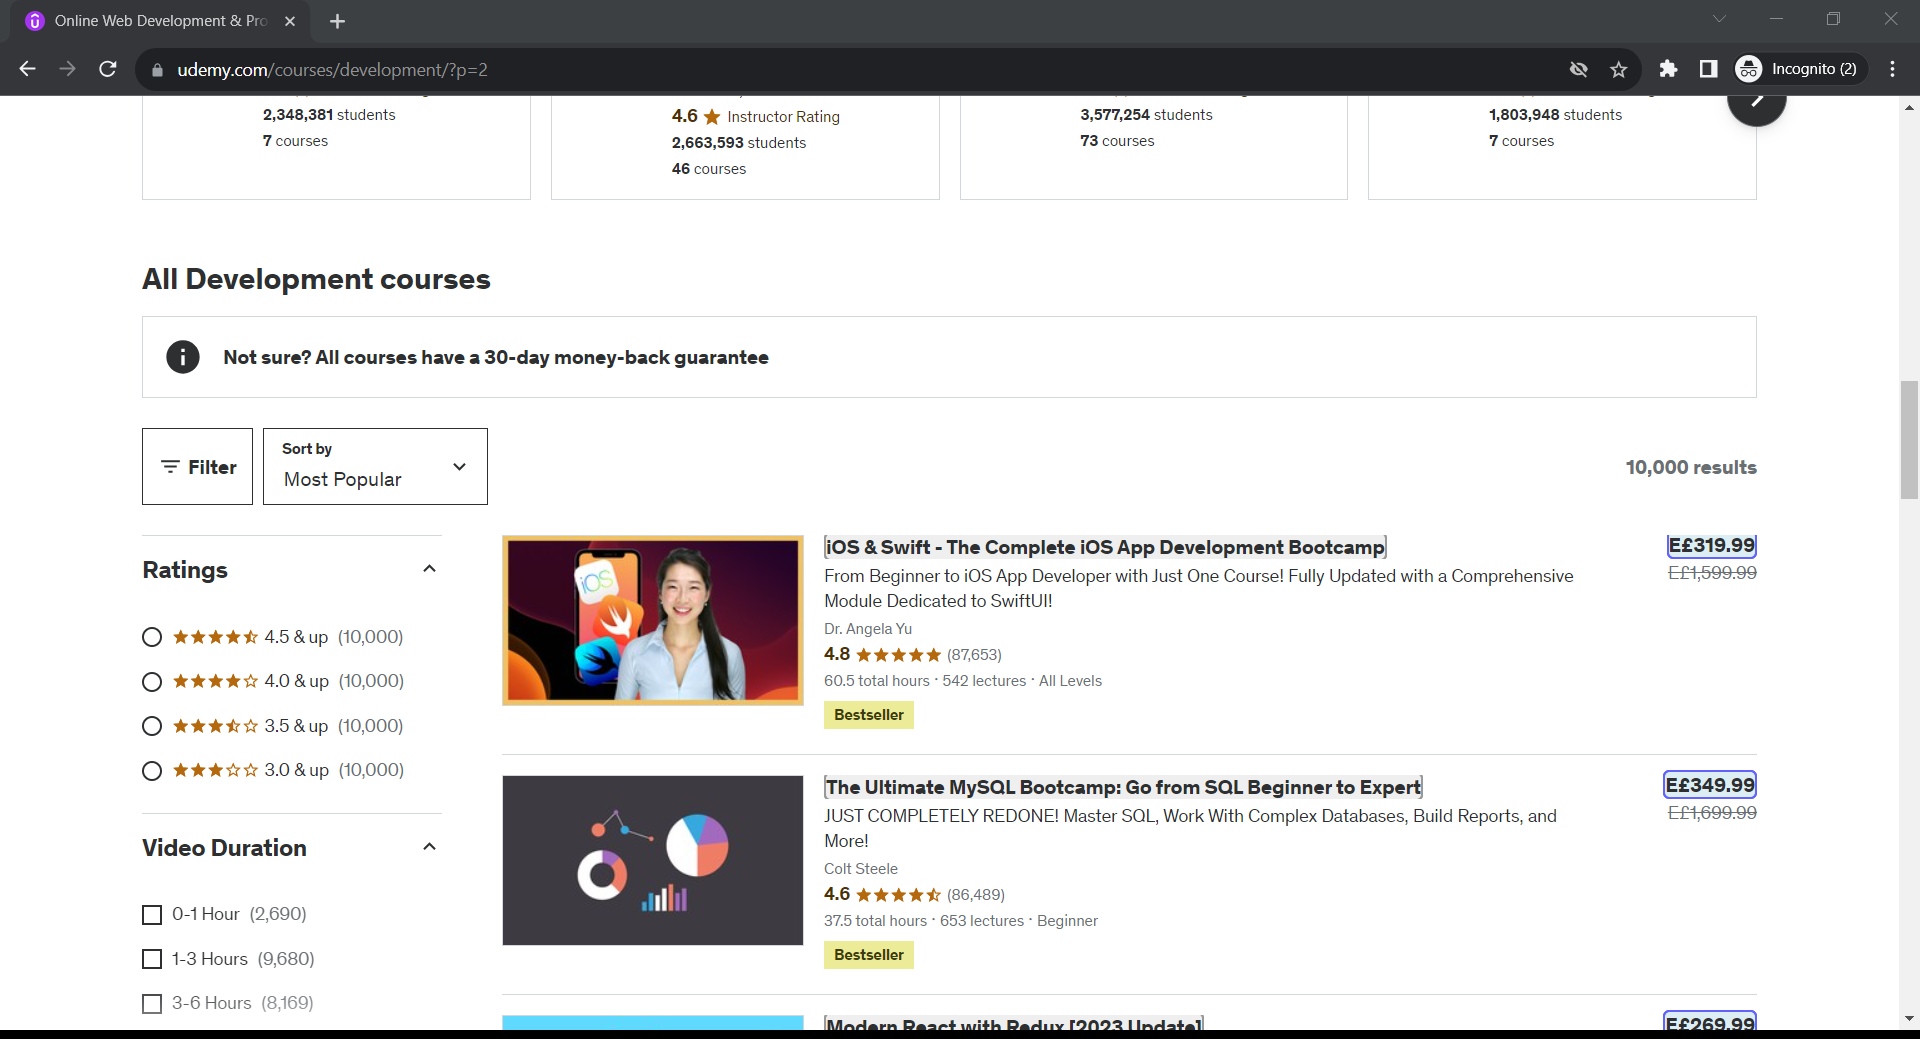 Online Web Development & Pro
udemy.com/courses/development/?p=2
Incognito (2)
2,348,381 students
7 courses
4.6 Instructor Rating
2,663,593 students
46 courses
3,577,254 students
73 courses
1,803,948 students
7 courses
All Development courses
Not sure? All courses have a 30-day money-back guarantee
Filter
Sort by
Most Popular
10,000 results
Ratings
4.5 & up (10,000)
4.0 & up (10,000)
3.5 & up (10,000)
3.0 & up (10,000)
Video Duration
0-1 Hour (2,690)
1-3 Hours (9,680)
3-6 Hours (8,169)
iOS
iOS & Swift - The Complete iOS App Development Bootcamp
E£319.99
From Beginner to iOS App Developer with Just One Course! Fully Updated with a Comprehensive
E£1,599.99
Module Dedicated to SwiftUI!
Dr. Angela Yu
4.8 (87,653)
60.5 total hours · 542 lectures · All Levels
Bestseller
The Ultimate MySQL Bootcamp: Go from SQL Beginner to Expert
E£349.99
JUST COMPLETELY REDONE! Master SQL, Work With Complex Databases, Build Reports, and
E£1,699.99
More!
Colt Steele
4.6 (86,489)
37.5 total hours · 653 lectures · Beginner
Bestseller
Modern React with Redux [2023 Update]
E£269.99